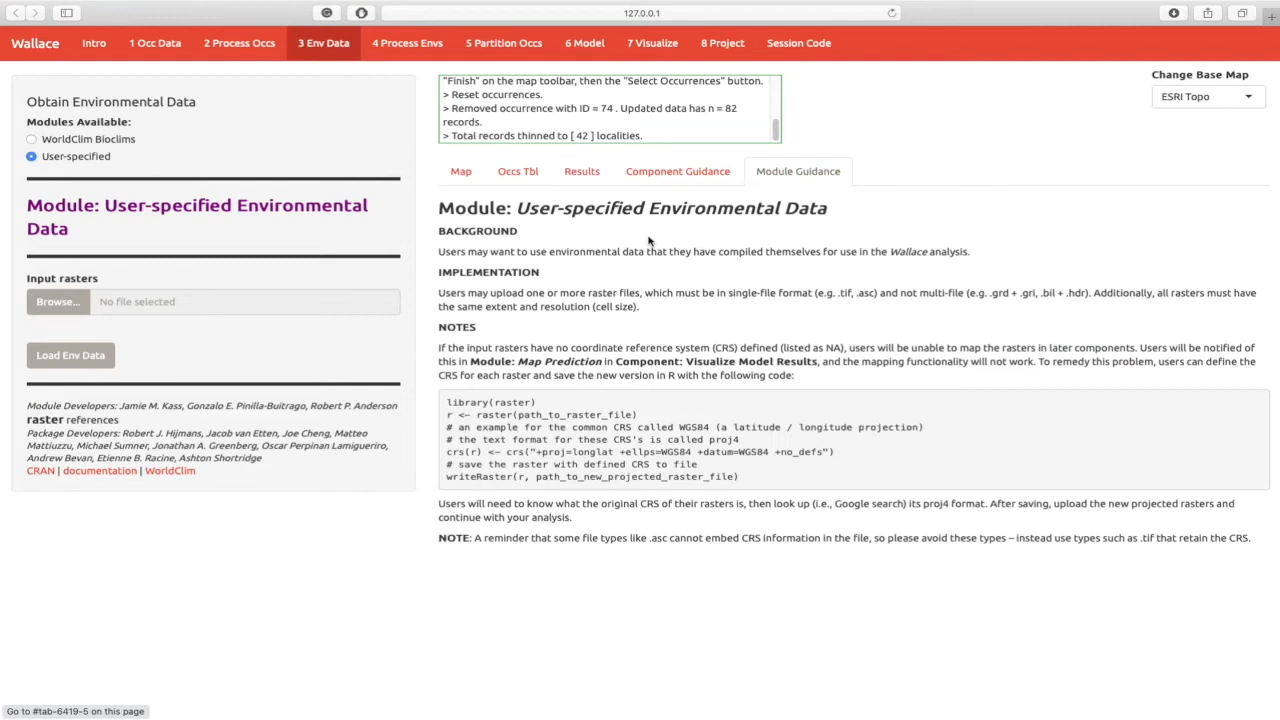 127.0.0.1
Wallace Intro 1 Occ Data 2 Process Occs 3 Env Data 4 Process Envs 5 Partition Occs 6 Model 7 Visualize 8 Project Session Code
Obtain Environmental Data
Modules Available:
WorldClim Bioclims
User-specified
Module: User-specified Environmental
Data
Input rasters
Browse... No file selected
Load Env Data
Module Developers: Jamie M. Kass, Gonzalo E. Pinilla-Buitrago, Robert P. Anderson
raster references
Package Developers: Robert J. Hijmans, Jacob van Etten, Joe Cheng, Matteo
Mattiuzzu, Michael Sumner, Jonathan A. Greenberg, Oscar Perpinan Lamigueriro,
Andrew Bevan, Etienne B. Racine, Ashton Shortridge
CRAN | documentation | WorldClim
"Finish" on the map toolbar, then the "Select Occurrences" button.
> Reset occurrences.
> Removed occurrence with ID = 74 . Updated data has n = 82
records.
> Total records thinned to [ 42 ] localities.
Change Base Map
ESRI Topo
Map Occs Tbl Results Component Guidance Module Guidance
Module: User-specified Environmental Data
BACKGROUND
Users may want to use environmental data that they have compiled themselves for use in the Wallace analysis.
IMPLEMENTATION
Users may upload one or more raster files, which must be in single-file format (e.g. .tif, .asc) and not multi-file (e.g. .grd + .gri, .bil + .hdr). Additionally, all rasters must have
the same extent and resolution (cell size).
NOTES
If the input rasters have no coordinate reference system (CRS) defined (listed as NA), users will be unable to map the rasters in later components. Users will be notified of
this in Module: Map Prediction in Component: Visualize Model Results, and the mapping functionality will not work. To remedy this problem, users can define the
CRS for each raster and save the new version in R with the following code:
library(raster)
r <- raster(path_to_raster_file)
# an example for the common CRS called WGS84 (a latitude / longitude projection)
# the text format for these CRS's is called proj4
crs(r) <- crs("+proj=longlat +ellps=WGS84 +datum=WGS84 +no_defs")
# save the raster with defined CRS to file
writeRaster(r, path_to_new_projected_raster_file)
Users will need to know what the original CRS of their rasters is, then look up (i.e., Google search) its proj4 format. After saving, upload the new projected rasters and
continue with your analysis.
NOTE: A reminder that some file types like .asc cannot embed CRS information in the file, so please avoid these types – instead use types such as .tif that retain the CRS.
Go to #tab-6419-5 on this page